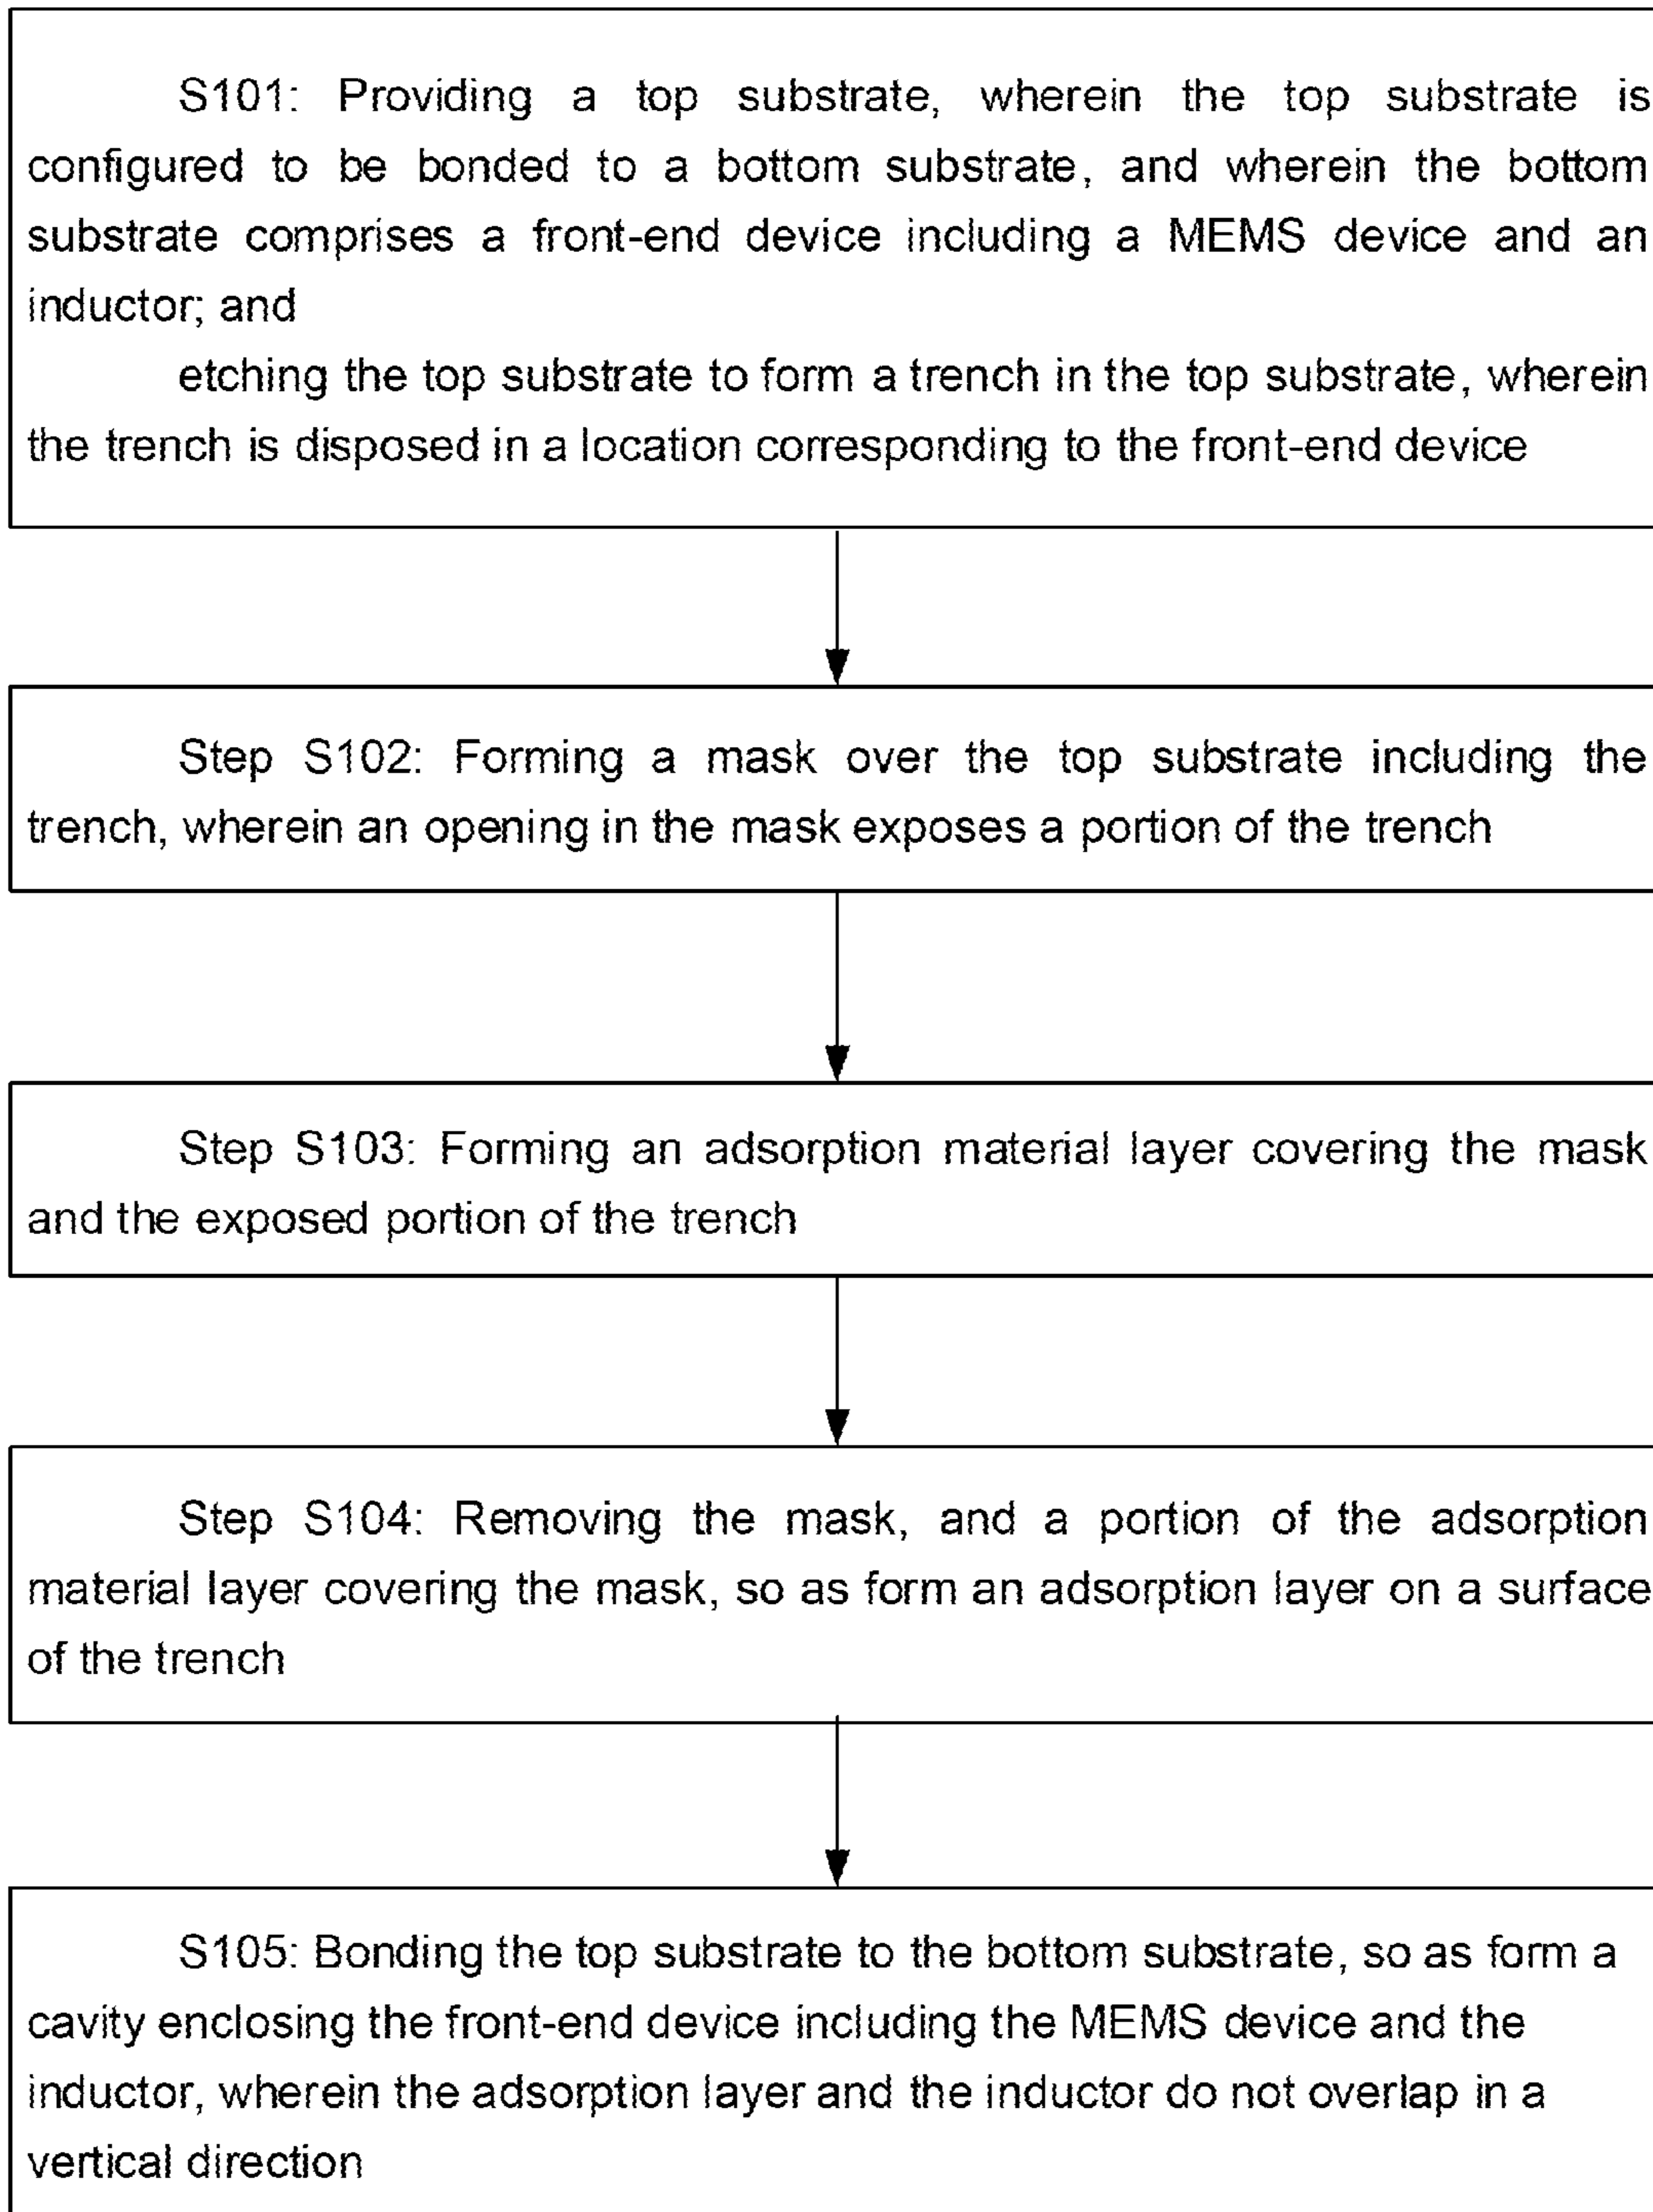 S101: Providing a top substrate, wherein the top substrate is
configured to be bonded to a bottom substrate, and wherein the bottom
substrate comprises a front-end device including a MEMS device and an
inductor; and
etching the top substrate to form a trench in the top substrate, wherein
the trench is disposed in a location corresponding to the front-end device
Step S102: Forming a mask over the top substrate including the
trench, wherein an opening in the mask exposes a portion of the trench
Step S103: Forming an adsorption material layer covering the mask
and the exposed portion of the trench
Step S104: Removing the mask, and a portion of the adsorption
material layer covering the mask, so as form an adsorption layer on a surface
of the trench
S105: Bonding the top substrate to the bottom substrate, so as form a
cavity enclosing the front-end device including the MEMS device and the
inductor, wherein the adsorption layer and the inductor do not overlap in a
vertical direction